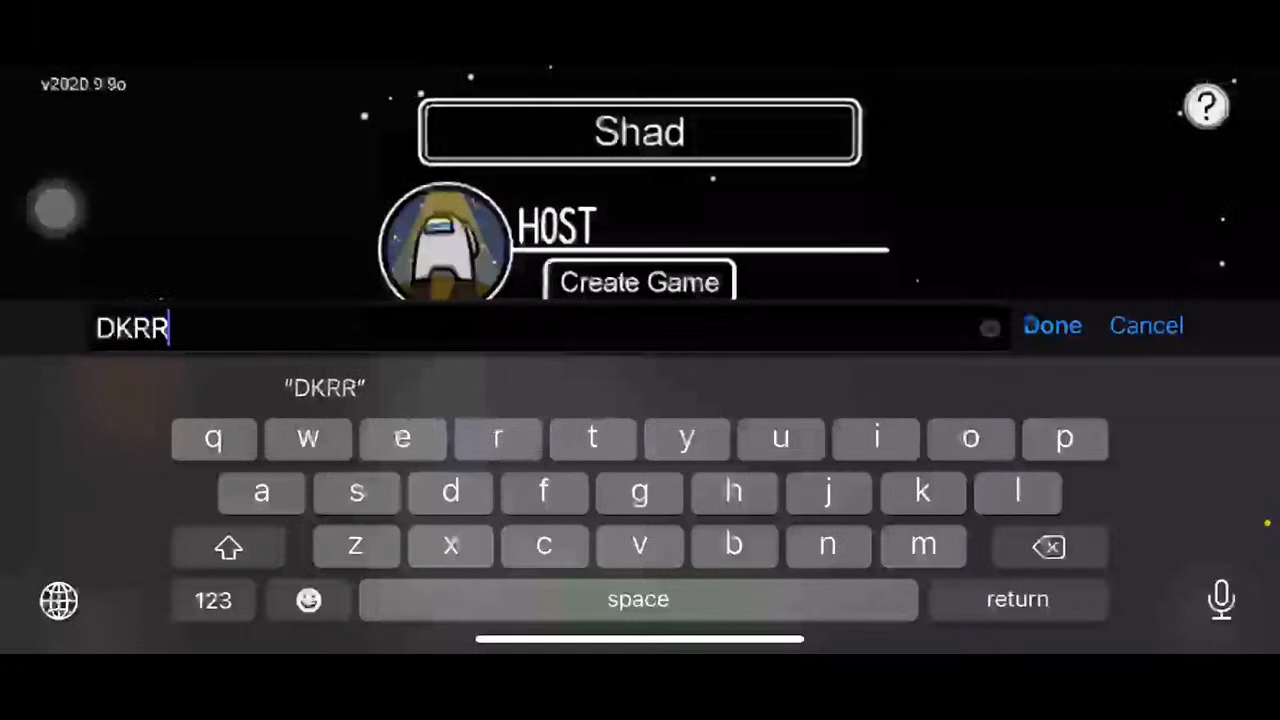 v2020.9.9o
?
Shad
HOST
Create Game
DKRR
Done
Cancel
"DKRR"
q w e r t y u i o p
a s d f g h j k l
z x c v b n m
123
space
return